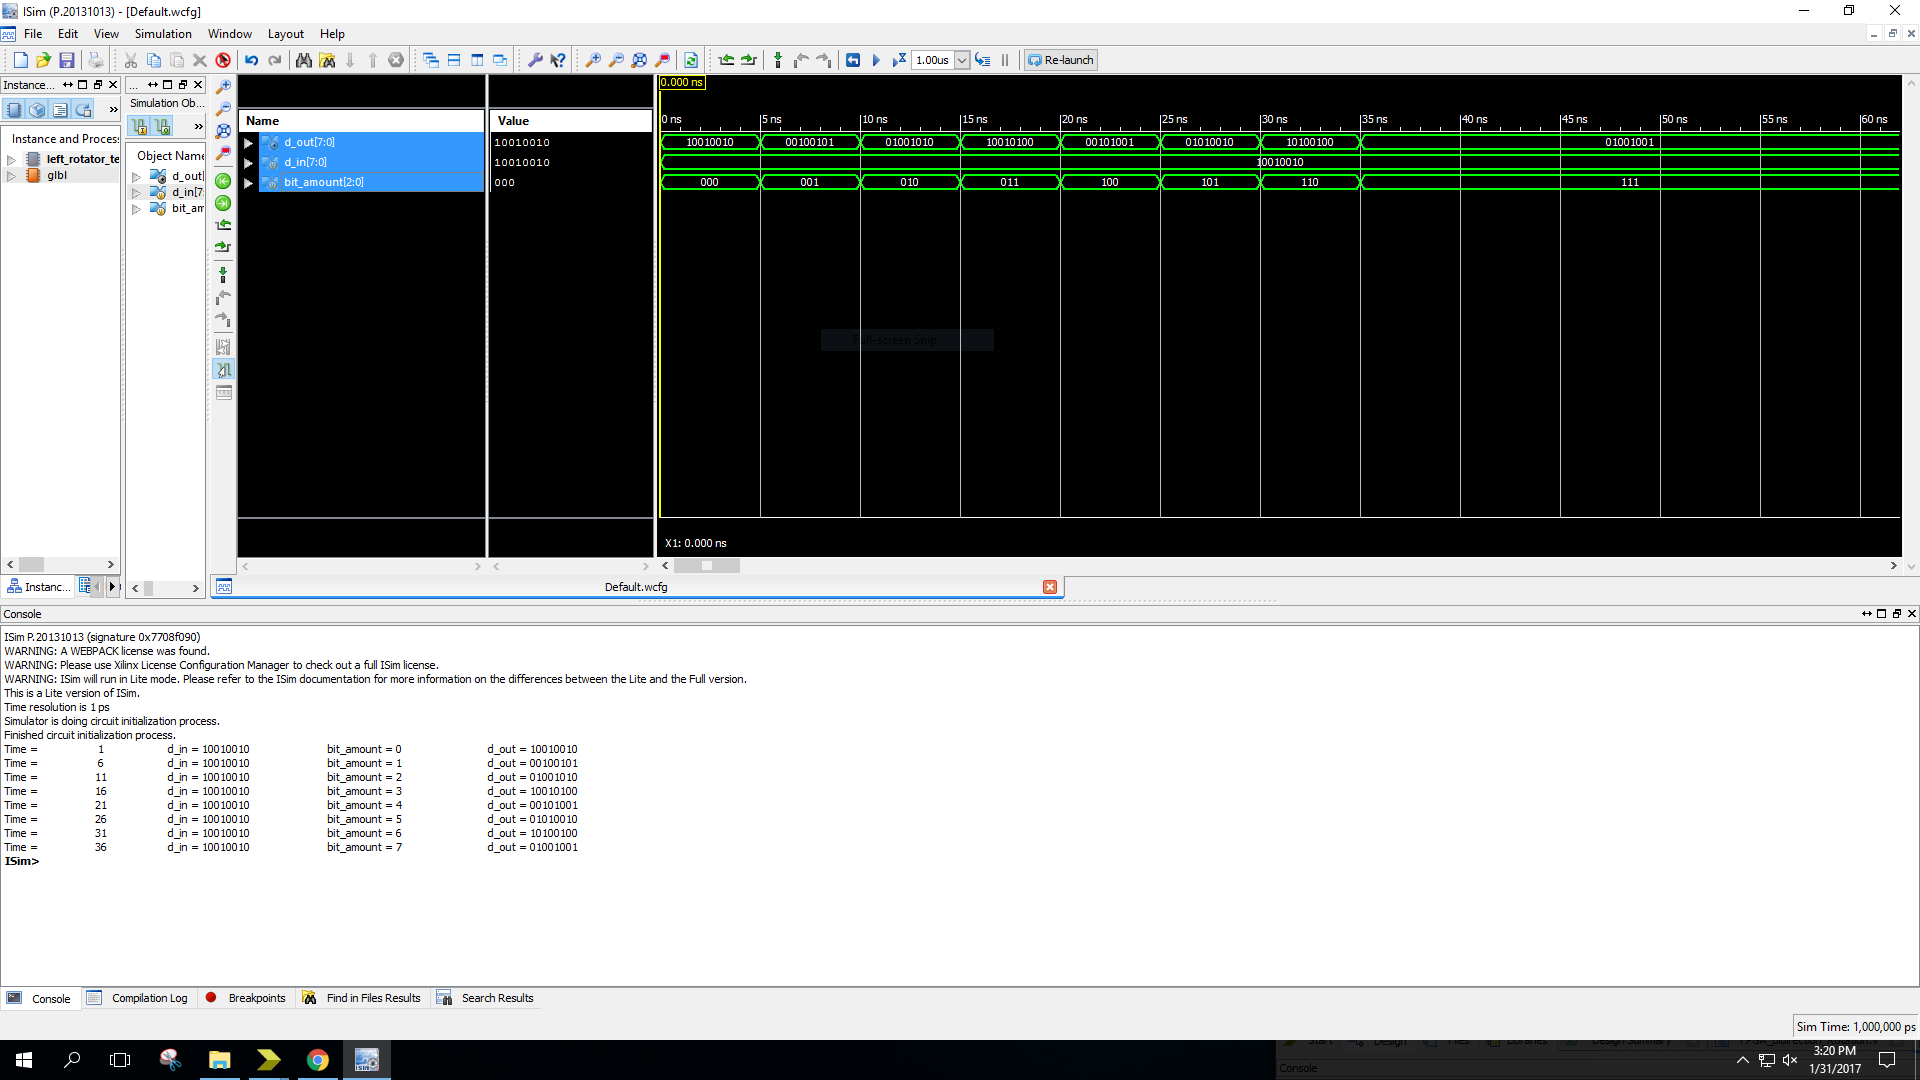 ISim (P.20131013) - [Default.wcfg]
File Edit View Simulation Window Layout Help
1.00us Re-launch
Instance... ... 
Simulation Ob...
Instance and Proces
left_rotator_te
glbl
Object Name
d_out[
d_in[7:
bit_am
Name Value
d_out[7:0] 10010010
d_in[7:0] 10010010
bit_amount[2:0] 000
0.000 ns
0 ns 5 ns 10 ns 15 ns 20 ns 25 ns 30 ns 35 ns 40 ns 45 ns 50 ns 55 ns 60 ns
10010010 00100101 01001010 10010100 00101001 01010010 10100100 01001001
10010010
000 001 010 011 100 101 110 111
Full-screen Snip
X1: 0.000 ns
Instanc...
Default.wcfg
Console
ISim P.20131013 (signature 0x7708f090)
WARNING: A WEBPACK license was found.
WARNING: Please use Xilinx License Configuration Manager to check out a full ISim license.
WARNING: ISim will run in Lite mode. Please refer to the ISim documentation for more information on the differences between the Lite and the Full version.
This is a Lite version of ISim.
Time resolution is 1 ps
Simulator is doing circuit initialization process.
Finished circuit initialization process.
Time = 1 d_in = 10010010 bit_amount = 0 d_out = 10010010
Time = 6 d_in = 10010010 bit_amount = 1 d_out = 00100101
Time = 11 d_in = 10010010 bit_amount = 2 d_out = 01001010
Time = 16 d_in = 10010010 bit_amount = 3 d_out = 10010100
Time = 21 d_in = 10010010 bit_amount = 4 d_out = 00101001
Time = 26 d_in = 10010010 bit_amount = 5 d_out = 01010010
Time = 31 d_in = 10010010 bit_amount = 6 d_out = 10100100
Time = 36 d_in = 10010010 bit_amount = 7 d_out = 01001001
ISim>
Console Compilation Log Breakpoints Find in Files Results Search Results
Sim Time: 1,000,000 ps
Start Design Files Libraries Design Summary
Console
3:20 PM
1/31/2017